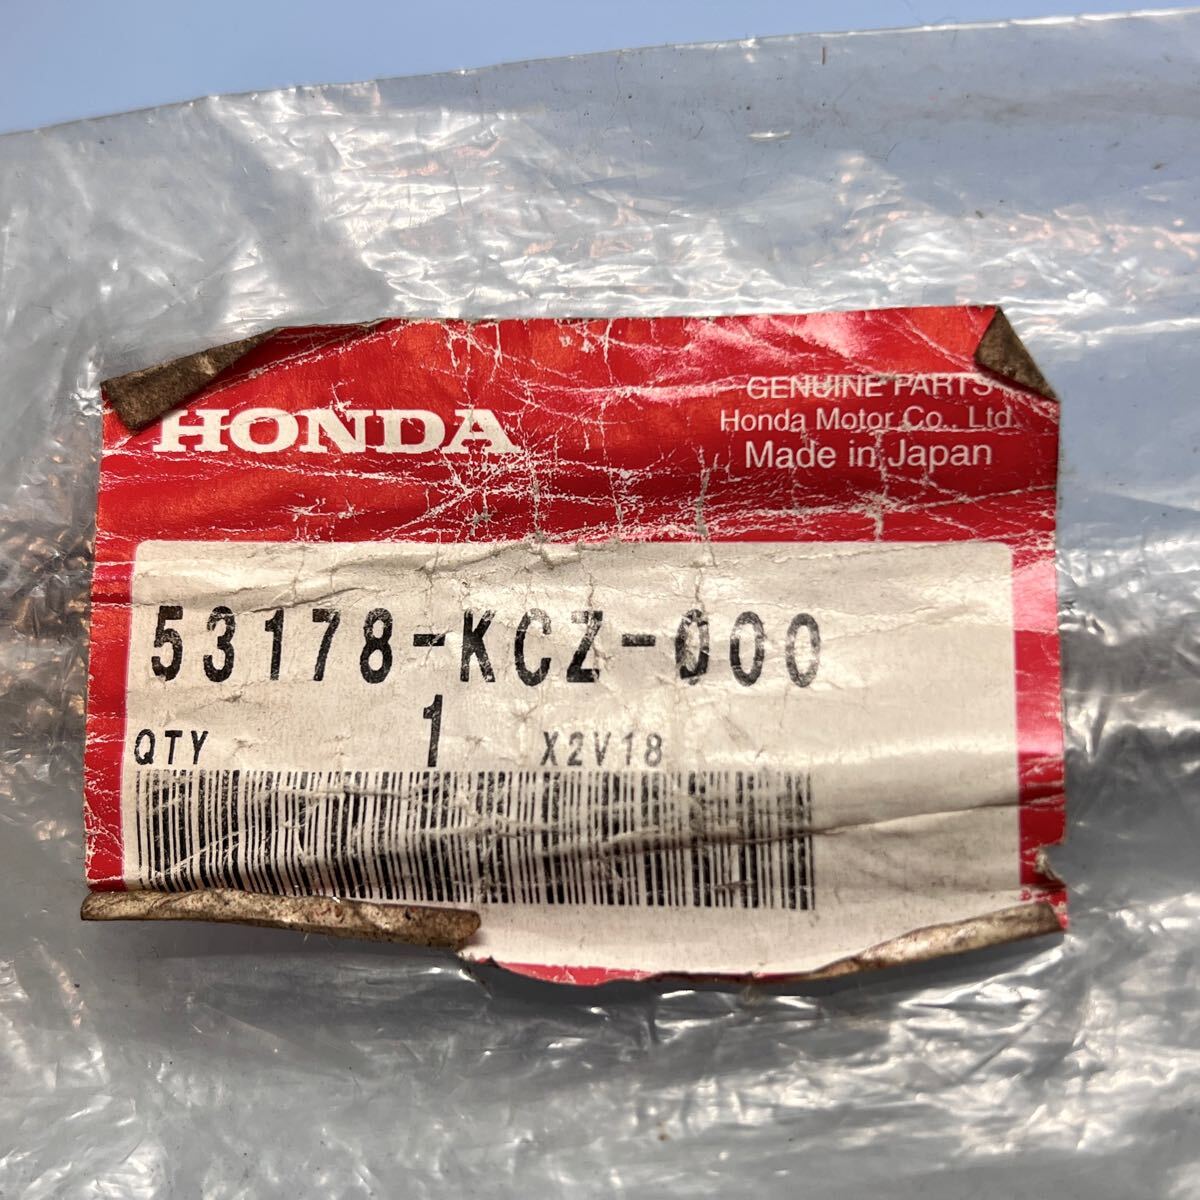 HONDA
GENUINE PARTS
Honda Motor Co., Ltd.
Made in Japan
53178-KCZ-000
QTY 1 X2V18